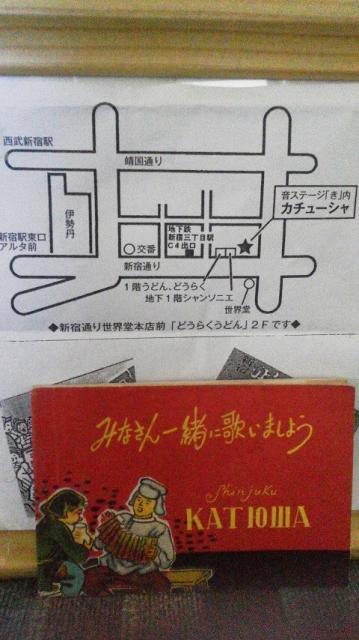 西武新宿駅
靖国通り
音ステージ「き」内
カチューシャ
伊勢丹
新宿駅東口
アルタ前
地下鉄
新宿三丁目駅
C4出口
交番
新宿通り
1階うどん、どうらく
地下1階シャンソニエ
世界堂
◆新宿通り世界堂本店前「どうらくうどん」2Fです◆
みなさん一緒に歌いましょう
Shinjuku
КАТЮША